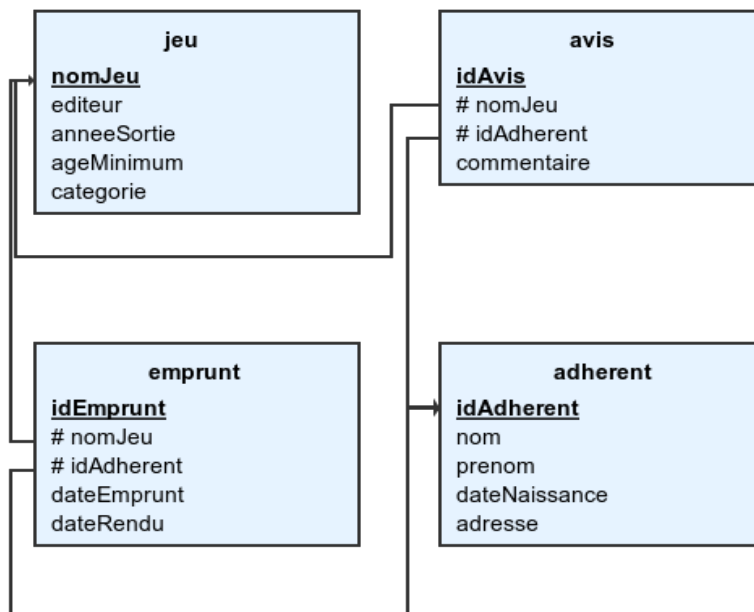 jeu
nomJeu
editeur
anneeSortie
ageMinimum
categorie
avis
idAvis
# nomJeu
# idAdherent
commentaire
emprunt
idEmprunt
# nomJeu
# idAdherent
dateEmprunt
dateRendu
adherent
idAdherent
nom
prenom
dateNaissance
adresse